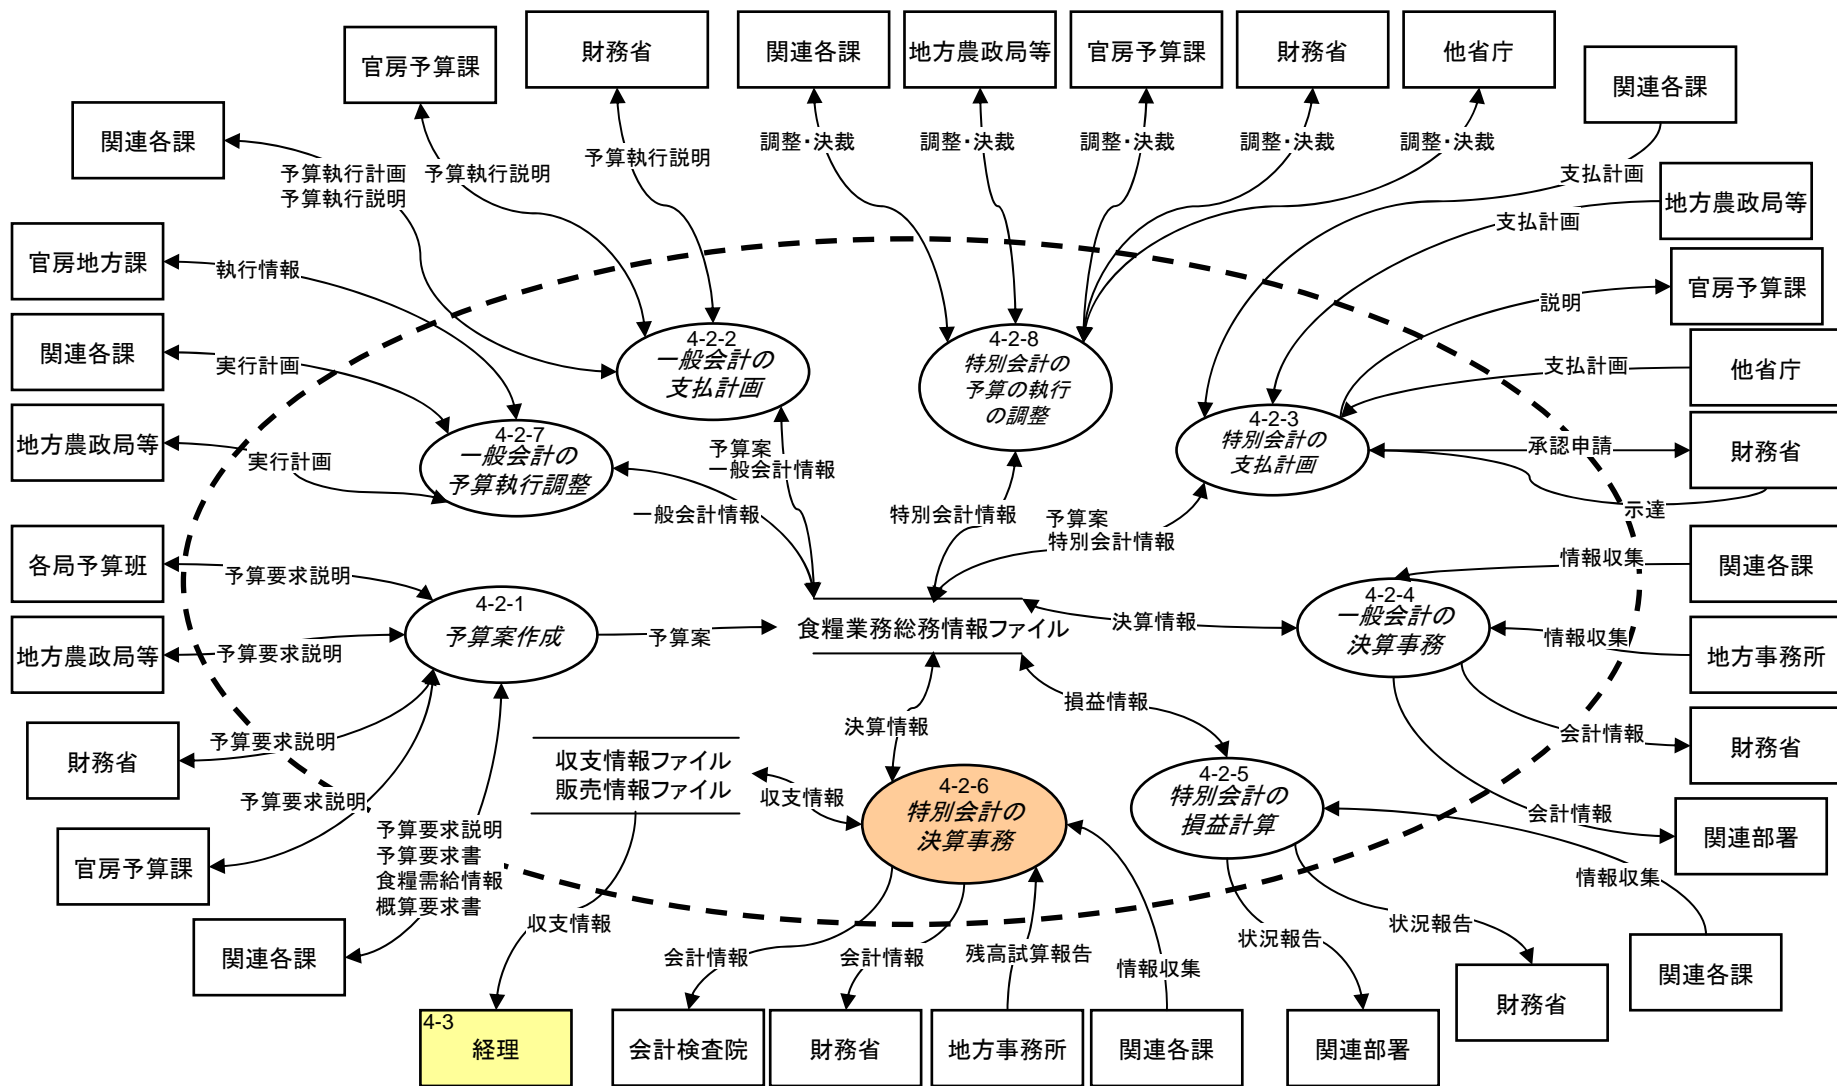 財務省
関連各課
地方農政局等
官房予算課
財務省
他省庁
官房予算課
関連各課
関連各課
調整・決裁
調整・決裁
調整・決裁
調整・決裁
調整・決裁
予算執行説明
予算執行説明
予算執行計画
予算執行説明
支払計画
地方農政局等
支払計画
官房地方課
執行情報
官房予算課
説明
関連各課
実行計画
4-2-2
一般会計の
支払計画
4-2-8
特別会計の
予算の執行
の調整
支払計画
他省庁
地方農政局等
実行計画
4-2-7
一般会計の
予算執行調整
予算案
一般会計情報
4-2-3
特別会計の
支払計画
承認申請
財務省
示達
一般会計情報
特別会計情報
予算案
特別会計情報
各局予算班
予算要求説明
情報収集
関連各課
4-2-1
予算案作成
予算案
食糧業務総務情報ファイル
決算情報
4-2-4
一般会計の
決算事務
情報収集
地方事務所
地方農政局等
予算要求説明
財務省
予算要求説明
決算情報
損益情報
会計情報
財務省
収支情報ファイル
販売情報ファイル
収支情報
4-2-6
特別会計の
決算事務
4-2-5
特別会計の
損益計算
予算要求説明
会計情報
関連部署
官房予算課
予算要求説明
予算要求書
食糧需給情報
概算要求書
情報収集
収支情報
関連各課
会計情報
会計情報
残高試算報告
情報収集
状況報告
状況報告
関連各課
財務省
4-3
経理
会計検査院
財務省
地方事務所
関連各課
関連部署